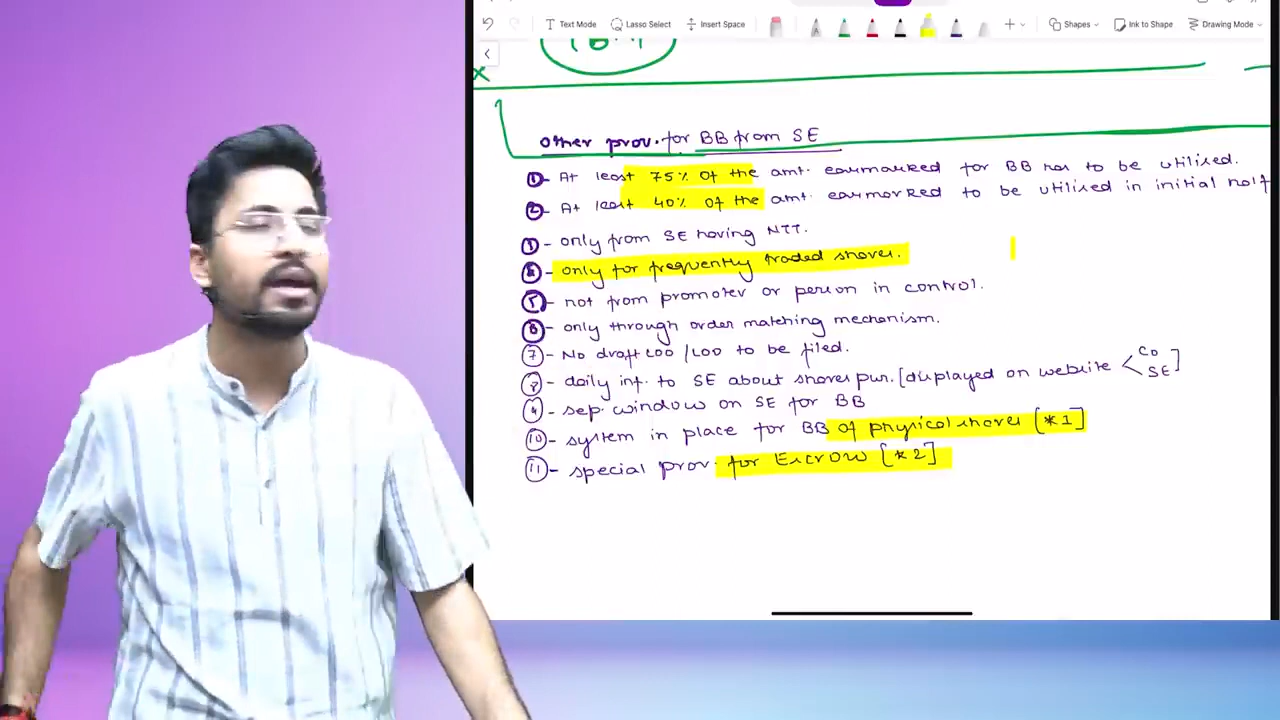 Text Mode Lasso Select Insert Space Shapes Ink to Shape Drawing Mode
other prov. for BB from SE
1 - At least 75% of the amt. earmarked for BB has to be utilised.
2 - At least 40% of the amt. earmarked to be utilised in initial half
3 - only from SE having NTT.
- only for frequently traded shares.
5 - not from promoter or person in control.
- only through order matching mechanism.
7 - No draft LOO / LOO to be filed.
8 - daily inf. to SE about shares pur. [displayed on website < CO SE ]
9 - sep. window on SE for BB
10 - system in place for BB of physical shares [*1]
11 - special prov. for Escrow [*2]